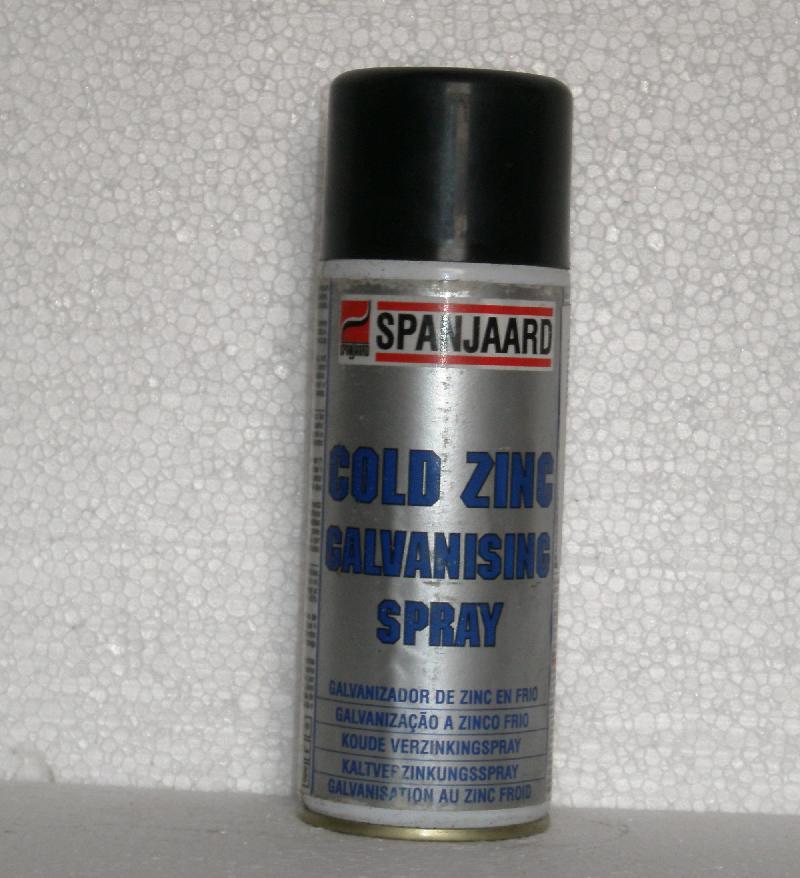 SPANJAARD
COLD ZINC
GALVANISING
SPRAY
GALVANIZADOR DE ZINC EN FRIO
GALVANIZAÇÃO A ZINCO FRIO
KOUDE VERZINKINGSPRAY
KALTVERZINKUNGSSPRAY
GALVANISATION AU ZINC FROID